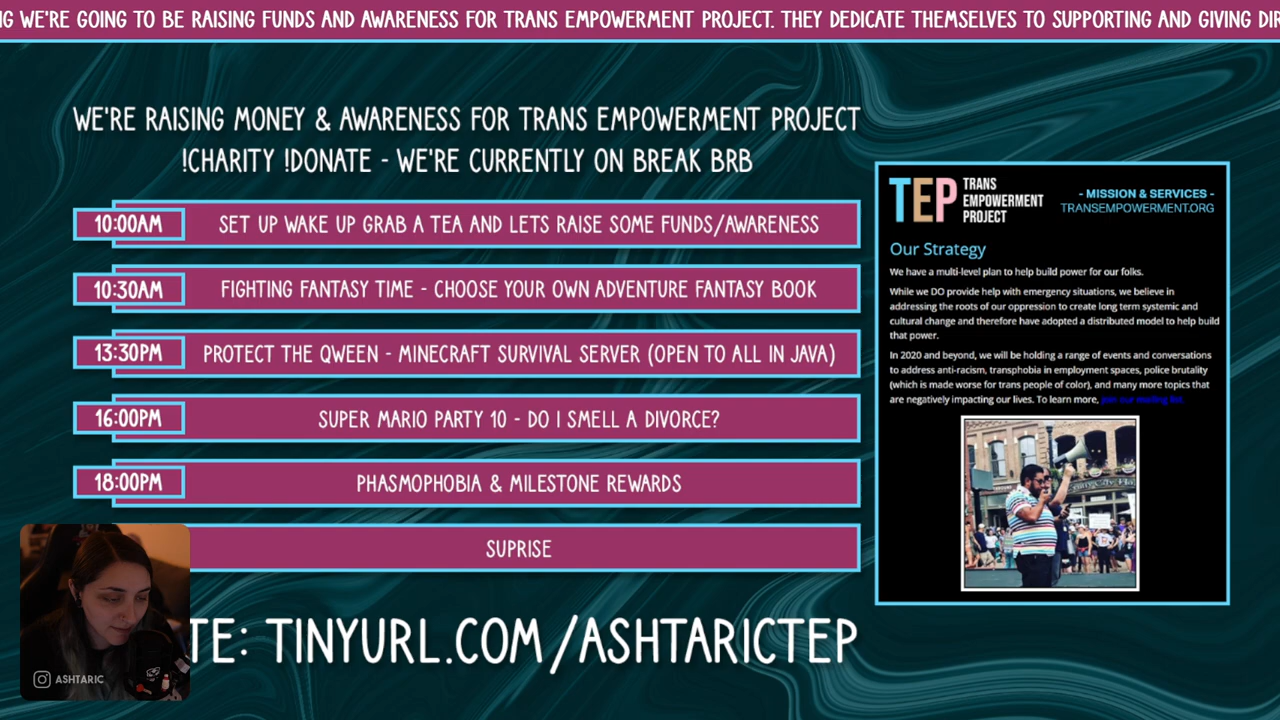 NG WE'RE GOING TO BE RAISING FUNDS AND AWARENESS FOR TRANS EMPOWERMENT PROJECT. THEY DEDICATE THEMSELVES TO SUPPORTING AND GIVING DIR
WE'RE RAISING MONEY & AWARENESS FOR TRANS EMPOWERMENT PROJECT
!CHARITY !DONATE - WE'RE CURRENTLY ON BREAK BRB
10:00AM SET UP WAKE UP GRAB A TEA AND LETS RAISE SOME FUNDS/AWARENESS
10:30AM FIGHTING FANTASY TIME - CHOOSE YOUR OWN ADVENTURE FANTASY BOOK
13:30PM PROTECT THE QWEEN - MINECRAFT SURVIVAL SERVER (OPEN TO ALL IN JAVA)
16:00PM SUPER MARIO PARTY 10 - DO I SMELL A DIVORCE?
18:00PM PHASMOPHOBIA & MILESTONE REWARDS
SUPRISE
TE: TINYURL.COM/ASHTARICTEP
ASHTARIC
TEP TRANS
EMPOWERMENT
PROJECT
- MISSION & SERVICES -
TRANSEMPOWERMENT.ORG
Our Strategy
We have a multi-level plan to help build power for our folks.
While we DO provide help with emergency situations, we believe in
addressing the roots of our oppression to create long term systemic and
cultural change and therefore have adopted a distributed model to help build
that power.
In 2020 and beyond, we will be holding a range of events and conversations
to address anti-racism, transphobia in employment spaces, police brutality
(which is made worse for trans people of color), and many more topics that
are negatively impacting our lives. To learn more, join our mailing list.